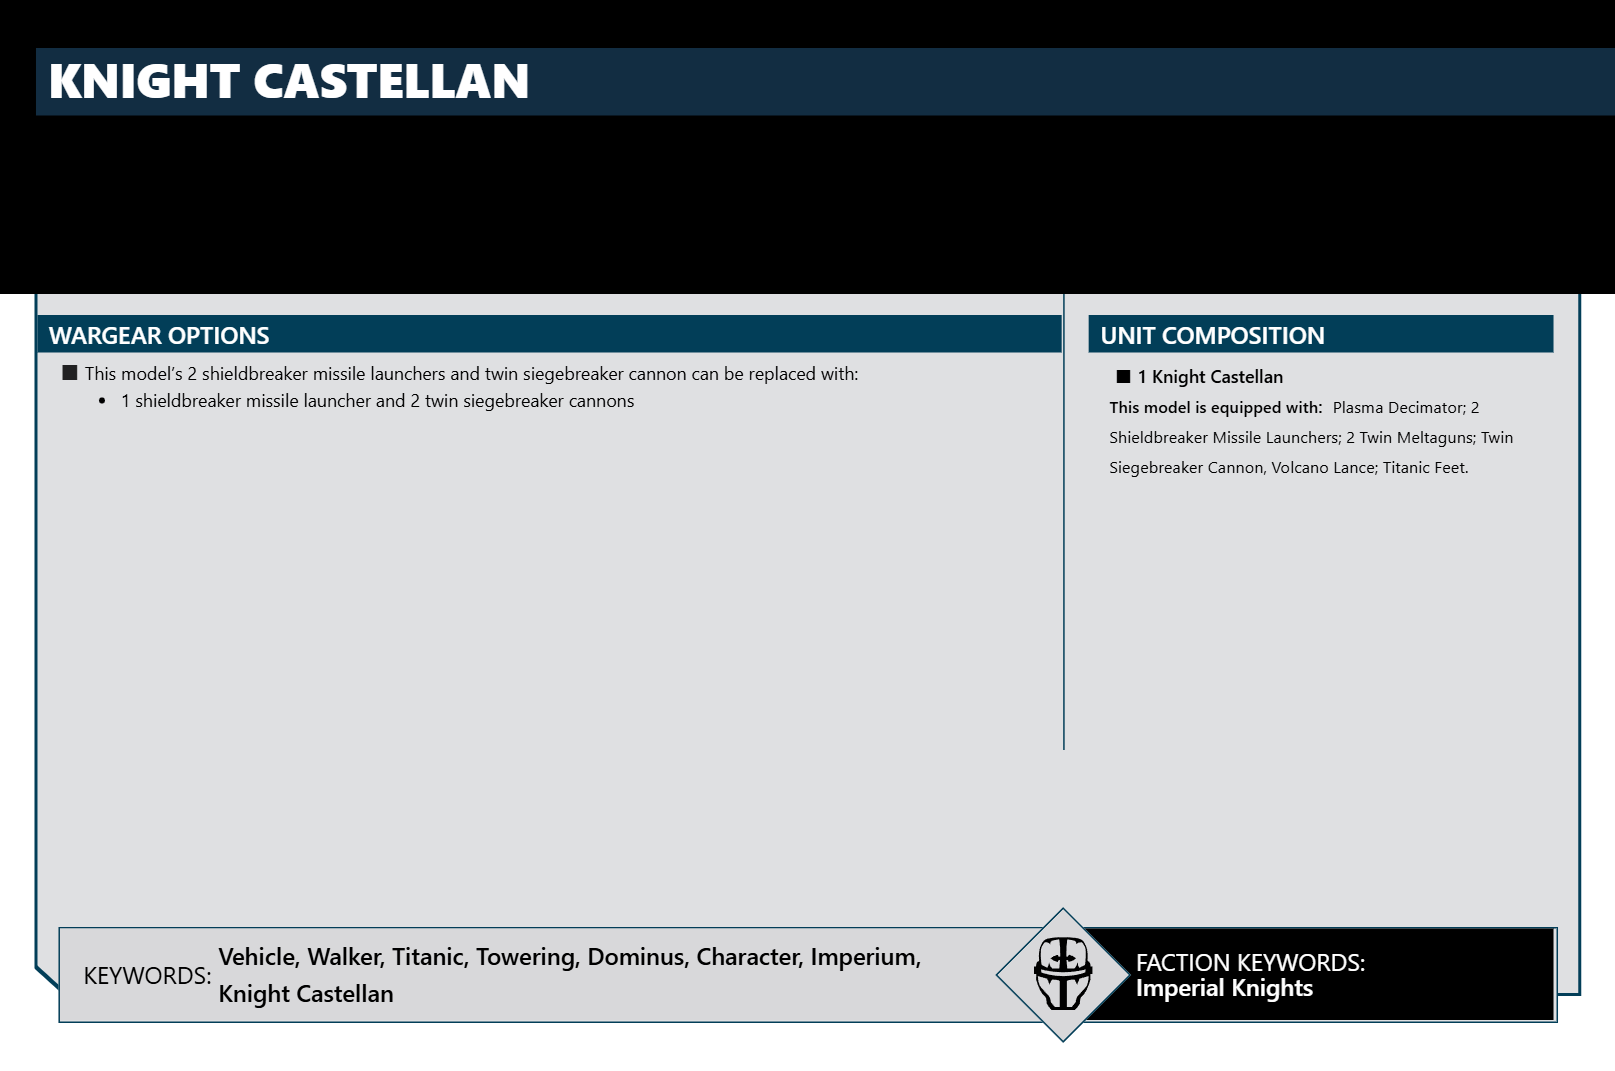 KNIGHT CASTELLAN
WARGEAR OPTIONS
■ This model’s 2 shieldbreaker missile launchers and twin siegebreaker cannon can be replaced with:
• 1 shieldbreaker missile launcher and 2 twin siegebreaker cannons
UNIT COMPOSITION
■ 1 Knight Castellan
This model is equipped with: Plasma Decimator; 2
Shieldbreaker Missile Launchers; 2 Twin Meltaguns; Twin
Siegebreaker Cannon, Volcano Lance; Titanic Feet.
KEYWORDS: Vehicle, Walker, Titanic, Towering, Dominus, Character, Imperium,
Knight Castellan
FACTION KEYWORDS:
Imperial Knights